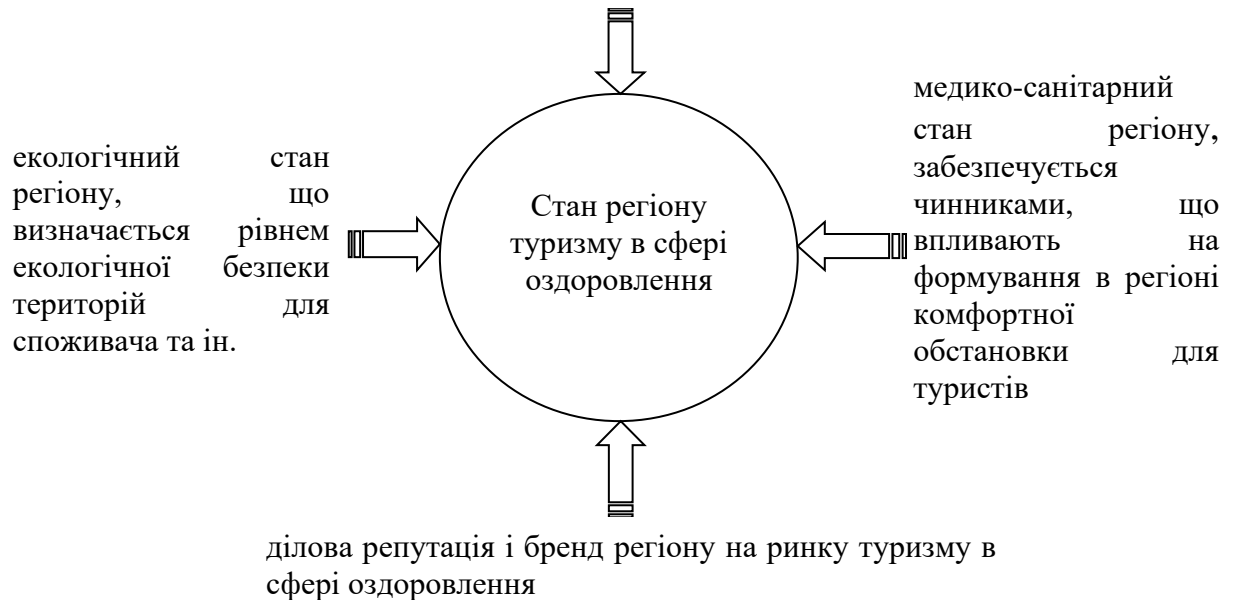 екологічний стан
регіону, що
визначається рівнем
екологічної безпеки
територій для
споживача та ін.
Стан регіону
туризму в сфері
оздоровлення
медико-санітарний
стан регіону,
забезпечується
чинниками, що
впливають на
формування в регіоні
комфортної
обстановки для
туристів
ділова репутація і бренд регіону на ринку туризму в
сфері оздоровлення